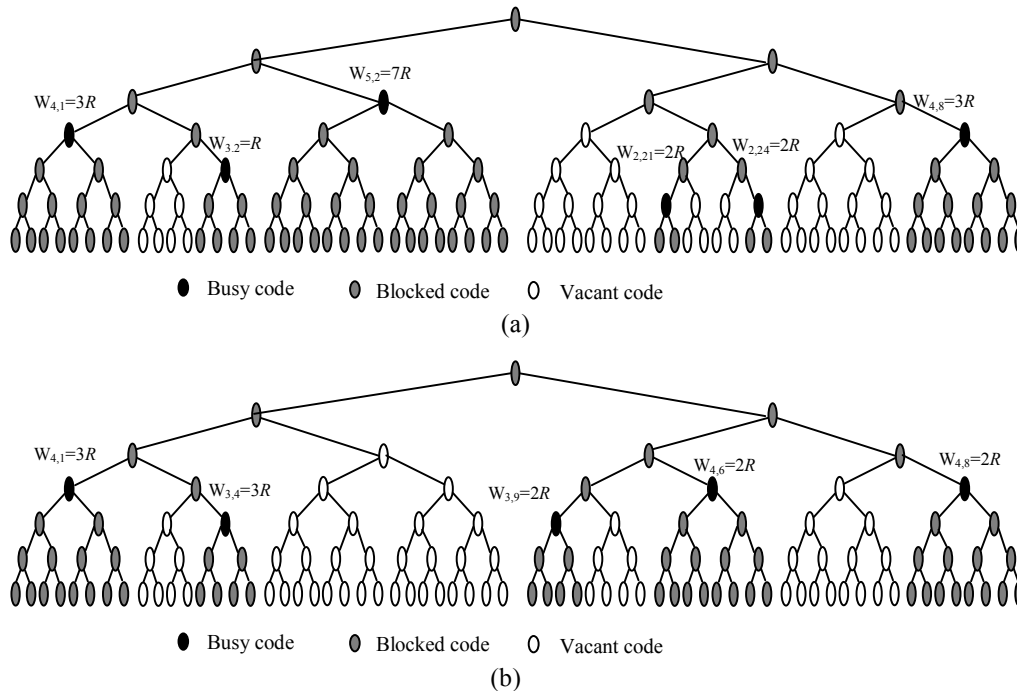 W5,2=7R
W4,1=3R
W4,8=3R
W3.2=R
W2,21=2R
W2,24=2R
Busy code
Blocked code
Vacant code
(a)
W4,1=3R
W4,6=2R
W4,8=2R
W3,4=3R
W3,9=2R
Busy code
Blocked code
Vacant code
(b)